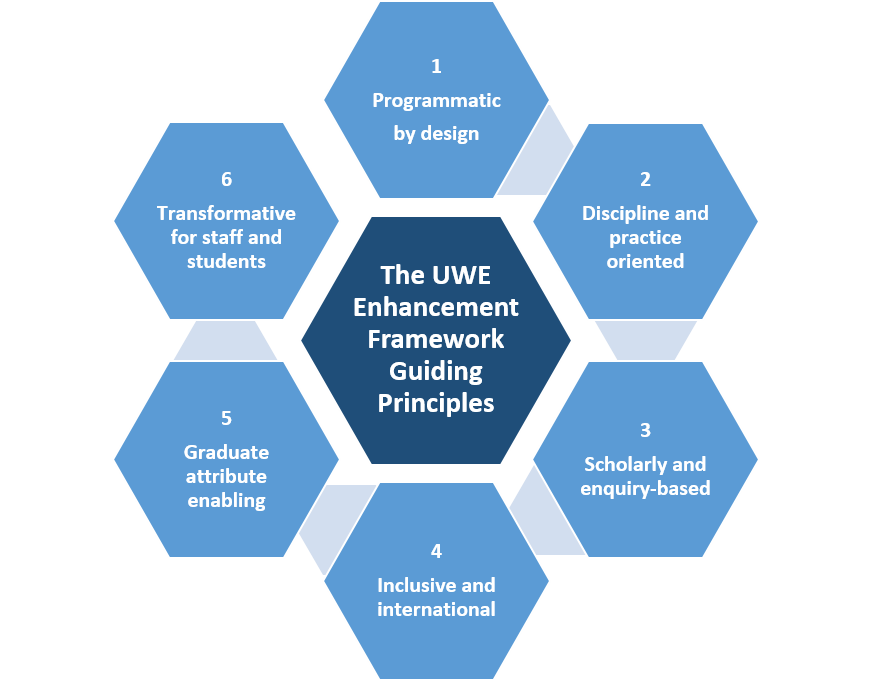 1
Programmatic
by design
2
Discipline and
practice
oriented
3
Scholarly and
enquiry-based
4
Inclusive and
international
5
Graduate
attribute
enabling
6
Transformative
for staff and
students
The UWE
Enhancement
Framework
Guiding
Principles